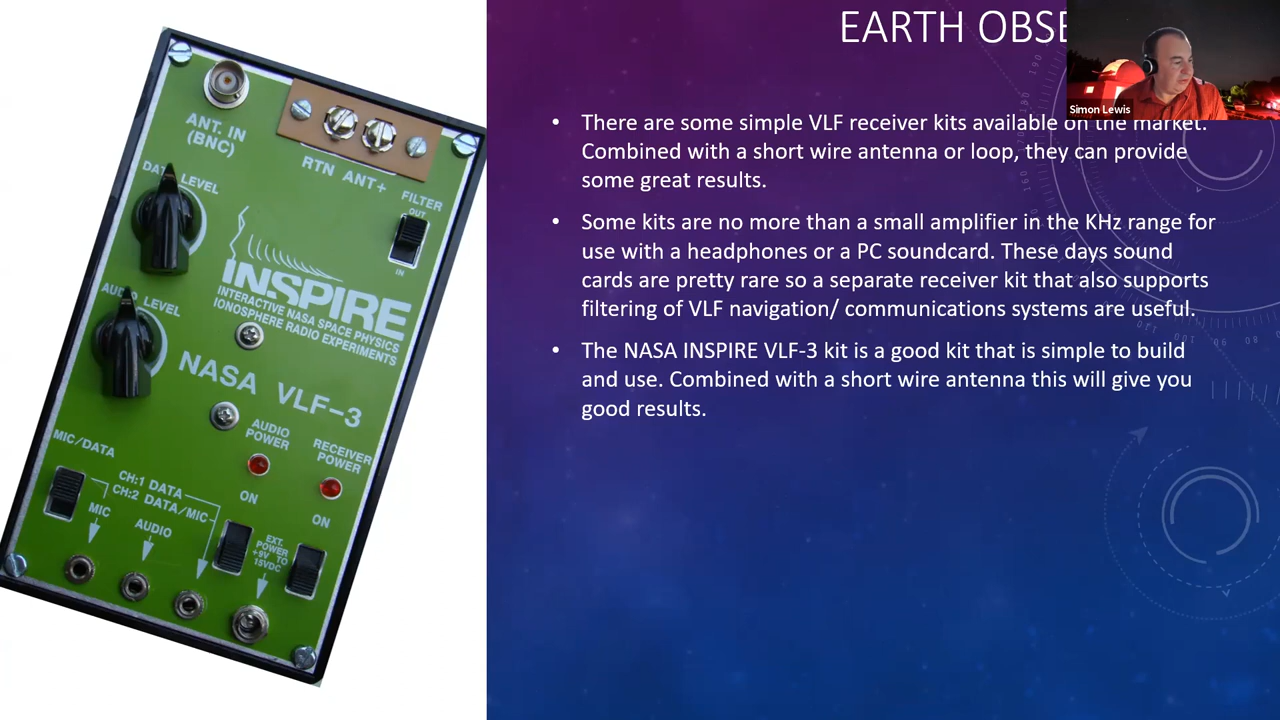 ANT. IN
(BNC)
RTN ANT+
FILTER
OUT
IN
LEVEL
INSPIRE
INTERACTIVE NASA SPACE PHYSICS
IONOSPHERE RADIO EXPERIMENTS
LEVEL
NASA VLF-3
AUDIO
POWER
RECEIVER
POWER
ON
ON
MIC/DATA
CH:1 DATA
CH:2 DATA/MIC
MIC
AUDIO
EXT.
POWER
+9V TO
15VDC
EARTH
Simon Lewis
• There are some simple VLF receiver kits available on the market.
Combined with a short wire antenna or loop, they can provide
some great results.
• Some kits are no more than a small amplifier in the KHz range for
use with a headphones or a PC soundcard. These days sound
cards are pretty rare so a separate receiver kit that also supports
filtering of VLF navigation/ communications systems are useful.
• The NASA INSPIRE VLF-3 kit is a good kit that is simple to build
and use. Combined with a short wire antenna this will give you
good results.
190
180
160
110
100
90
80